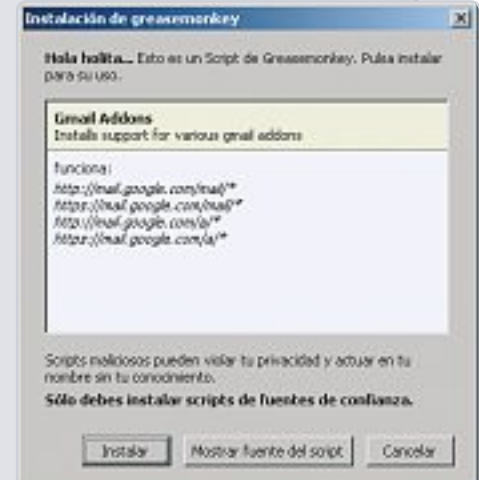 Instalación de greasemonkey
Hola holita... Esto es un Script de Greasemonkey. Pulsa instalar
para su uso.
Gmail Addons
Installs support for various gmail addons
funciona:
http://mail.google.com/mail/*
https://mail.google.com/mail/*
http://mail.google.com/a/*
https://mail.google.com/a/*
Scripts maliciosos pueden violar tu privacidad y actuar en tu
nombre sin tu conocimiento.
Sólo debes instalar scripts de fuentes de confianza.
Instalar
Mostrar fuente del script
Cancelar